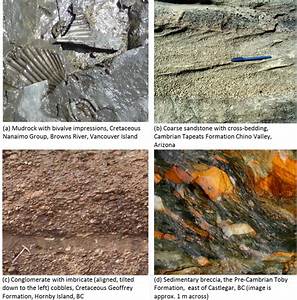 (a) Mudrock with bivalve impressions, Cretaceous
Nanaimo Group, Browns River, Vancouver Island
(b) Coarse sandstone with cross-bedding,
Cambrian Tapeats Formation Chino Valley,
Arizona
(c) Conglomerate with imbricate (aligned, tilted
down to the left) cobbles, Cretaceous Geoffrey
Formation, Hornby Island, BC
(d) Sedimentary breccia, the Pre-Cambrian Toby
Formation, east of Castlegar, BC (image is
approx. 1 m across)